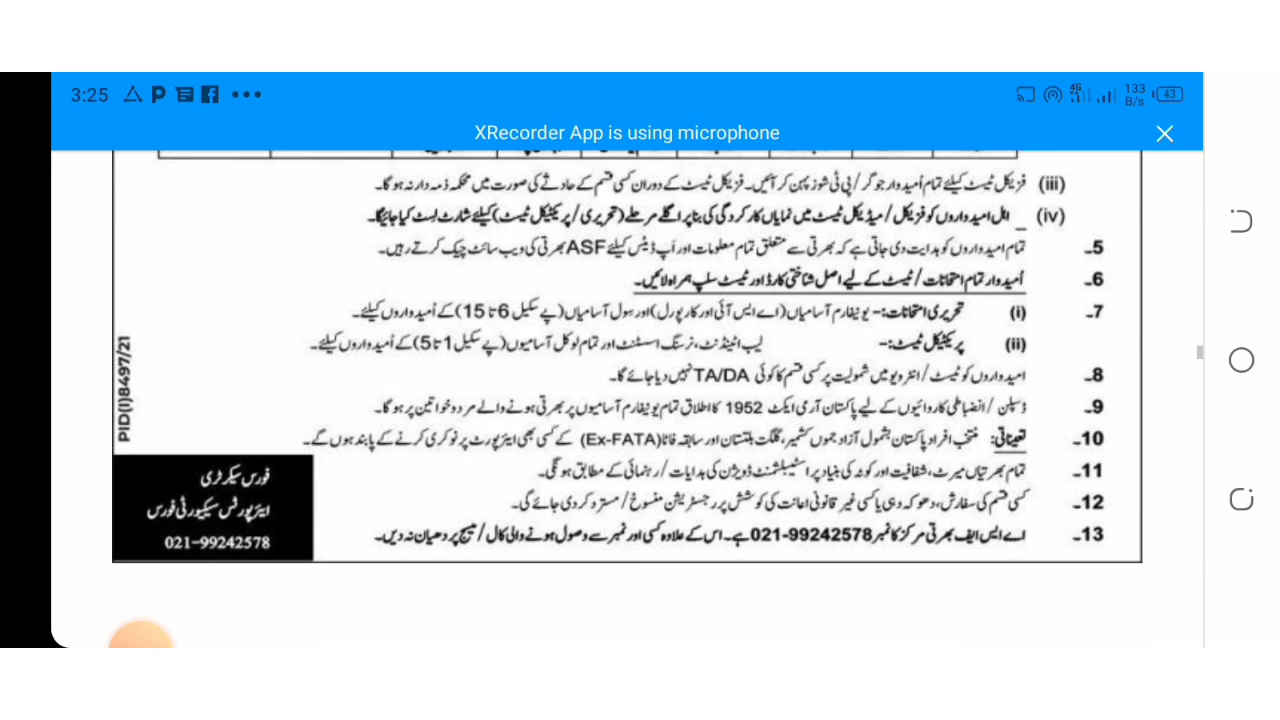 3:25
4G
133 B/s
43
XRecorder App is using microphone
(iii) فزیکل ٹیسٹ کیلئے تمام اُمیدوار جوگر/پی ٹی شوز پہن کر آئیں۔ فزیکل ٹیسٹ کے دوران کسی قسم کے حادثے کی صورت میں محکمہ ذمہ دار نہ ہوگا۔
(iv) اہل امیدواروں کو فزیکل/میڈیکل ٹیسٹ میں نمایاں کارکردگی کی بنا پر اگلے مرحلے (تحریری/پریکٹیکل ٹیسٹ) کیلئے شارٹ لسٹ کیا جائیگا۔
5۔ تمام امیدواروں کو ہدایت دی جاتی ہے کہ بھرتی سے متعلق تمام معلومات اور اَپ ڈیٹس کیلئے ASF بھرتی کی ویب سائٹ چیک کرتے رہیں۔
6۔ اُمیدوار تمام امتحانات/ٹیسٹ کے لیے اصل شناختی کارڈ اور ٹیسٹ سلپ ہمراہ لائیں۔
7۔ (i) تحریری امتحانات:- یونیفارم آسامیاں (اے ایس آئی اور کارپورل) اور سول آسامیاں (پے سکیل 6 تا 15) کے اُمیدواروں کیلئے۔
(ii) پریکٹیکل ٹیسٹ:- لیب اٹینڈنٹ، نرسنگ اسسٹنٹ اور تمام لوکل آسامیوں (پے سکیل 1 تا 5) کے اُمیدواروں کیلئے۔
8۔ امیدواروں کو ٹیسٹ/انٹرویو میں شمولیت پر کسی قسم کا کوئی TA/DA نہیں دیا جائے گا۔
9۔ ڈسپلن/انضباطی کاروائیوں کے لیے پاکستان آرمی ایکٹ 1952 کا اطلاق تمام یونیفارم آسامیوں پر بھرتی ہونے والے مرد و خواتین پر ہوگا۔
10۔ تعیناتی: منتخب افراد پاکستان بشمول آزاد جموں کشمیر، گلگت بلتستان اور سابقہ فاٹا (Ex-FATA) کے کسی بھی ایئرپورٹ پر نوکری کرنے کے پابند ہوں گے۔
11۔ تمام بھرتیاں میرٹ، شفافیت اور کوٹہ کی بنیاد پر اسٹیبلشمنٹ ڈویژن کی ہدایات/رہنمائی کے مطابق ہونگی۔
12۔ کسی قسم کی سفارش، دھوکہ دہی یا کسی غیر قانونی اعانت کی کوشش پر رجسٹریشن منسوخ/مسترد کردی جائے گی۔
13۔ اے ایس ایف بھرتی مرکز کا نمبر 021-99242578 ہے۔ اس کے علاوہ کسی اور نمبر سے وصول ہونے والی کال/میسج پر دھیان نہ دیں۔
PID(I)8497/21
فورس سیکرٹری
ایئرپورٹس سیکیورٹی فورس
021-99242578